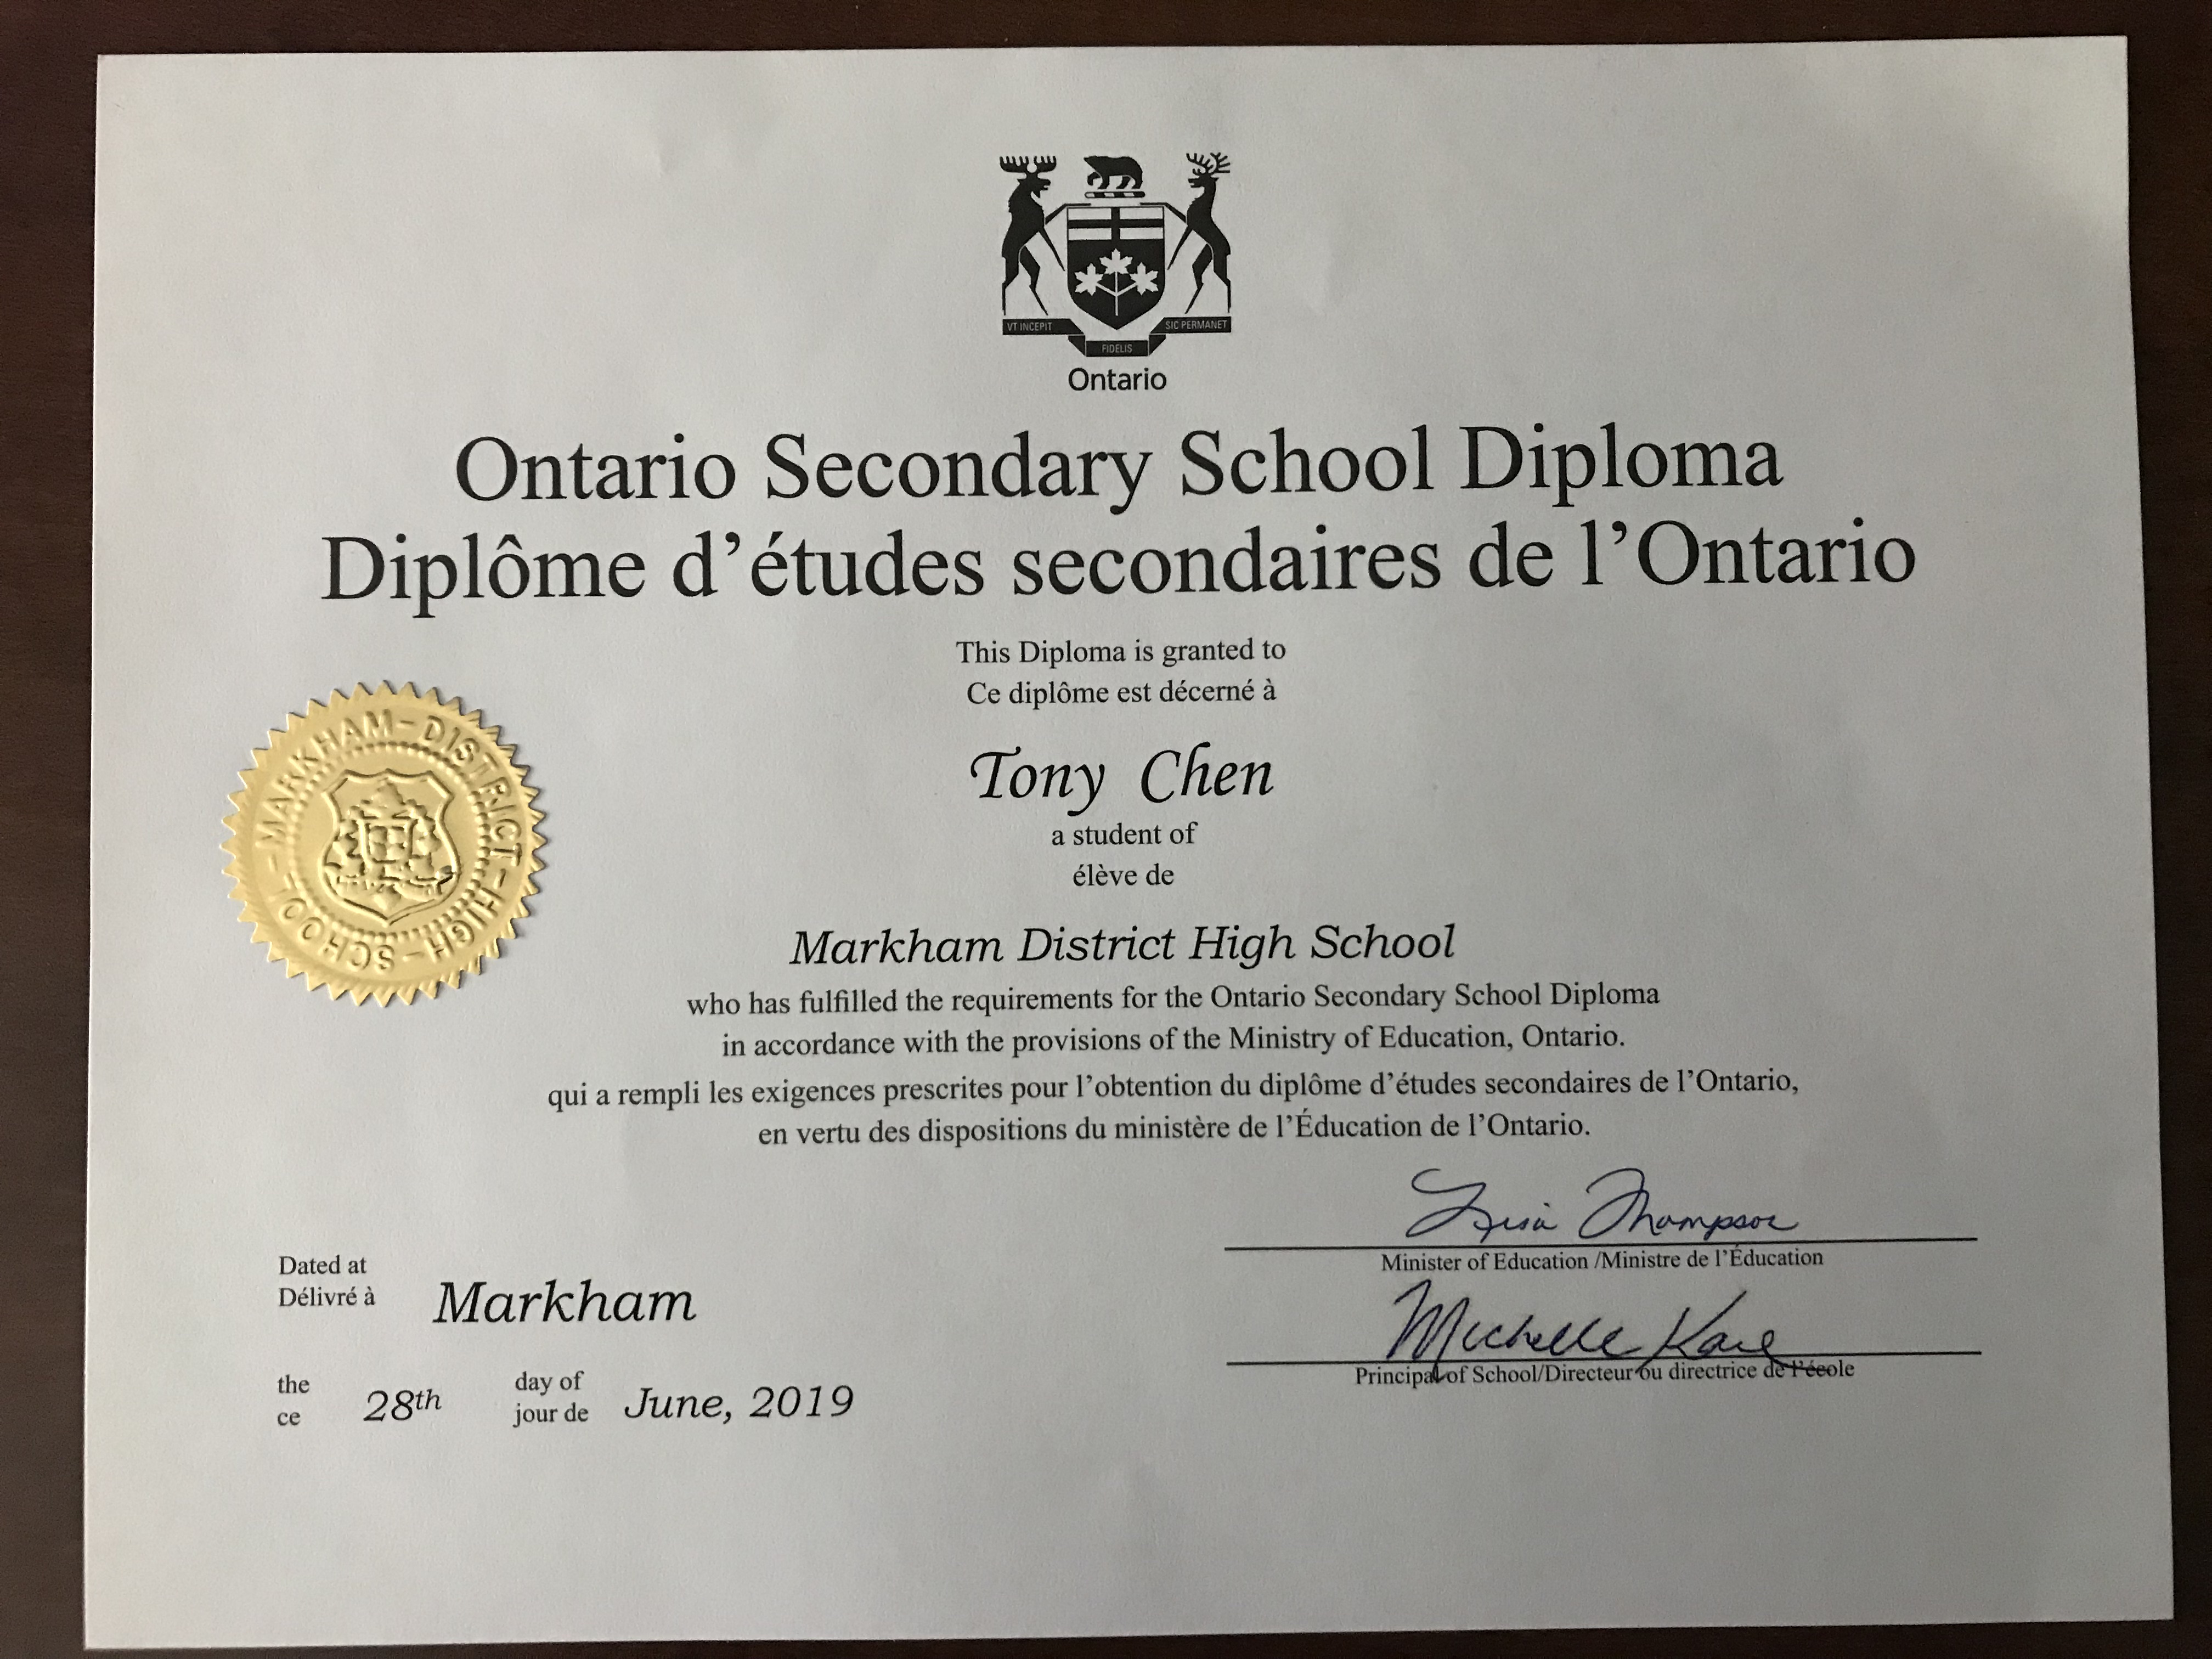 VT INCEPIT
SIC PERMANET
FIDELIS
Ontario
Ontario Secondary School Diploma
Diplôme d’études secondaires de l’Ontario
This Diploma is granted to
Ce diplôme est décerné à
Tony Chen
a student of
élève de
MARKHAM-DISTRICT-HIGH-SCHOOL-
Markham District High School
who has fulfilled the requirements for the Ontario Secondary School Diploma
in accordance with the provisions of the Ministry of Education, Ontario.
qui a rempli les exigences prescrites pour l’obtention du diplôme d’études secondaires de l’Ontario,
en vertu des dispositions du ministère de l’Éducation de l’Ontario.
Lisa Thompson
Minister of Education /Ministre de l’Éducation
Dated at
Délivré à
Markham
Michelle
Principal of School/Directeur ou directrice de l’école
the
ce
28th
day of
jour de
June, 2019